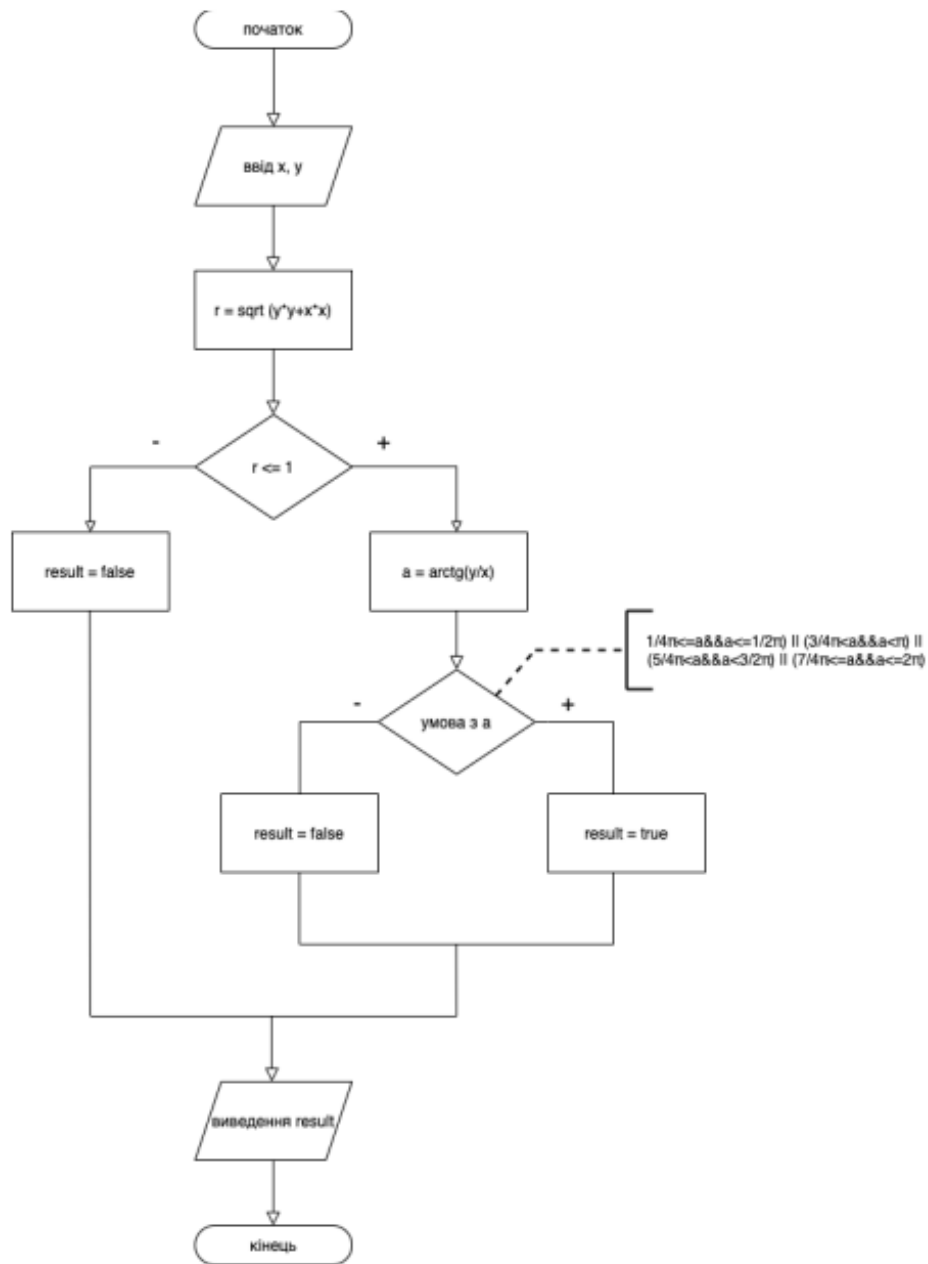 початок
ввід x, y
r = sqrt (y*y+x*x)
-
+
r <= 1
result = false
a = arctg(y/x)
1/4π<=a&&a<=1/2π) || (3/4π<a&&a<π) ||
(5/4π<a&&a<3/2π) || (7/4π<=a&&a<=2π)
-
+
умова з a
result = false
result = true
виведення result
кінець